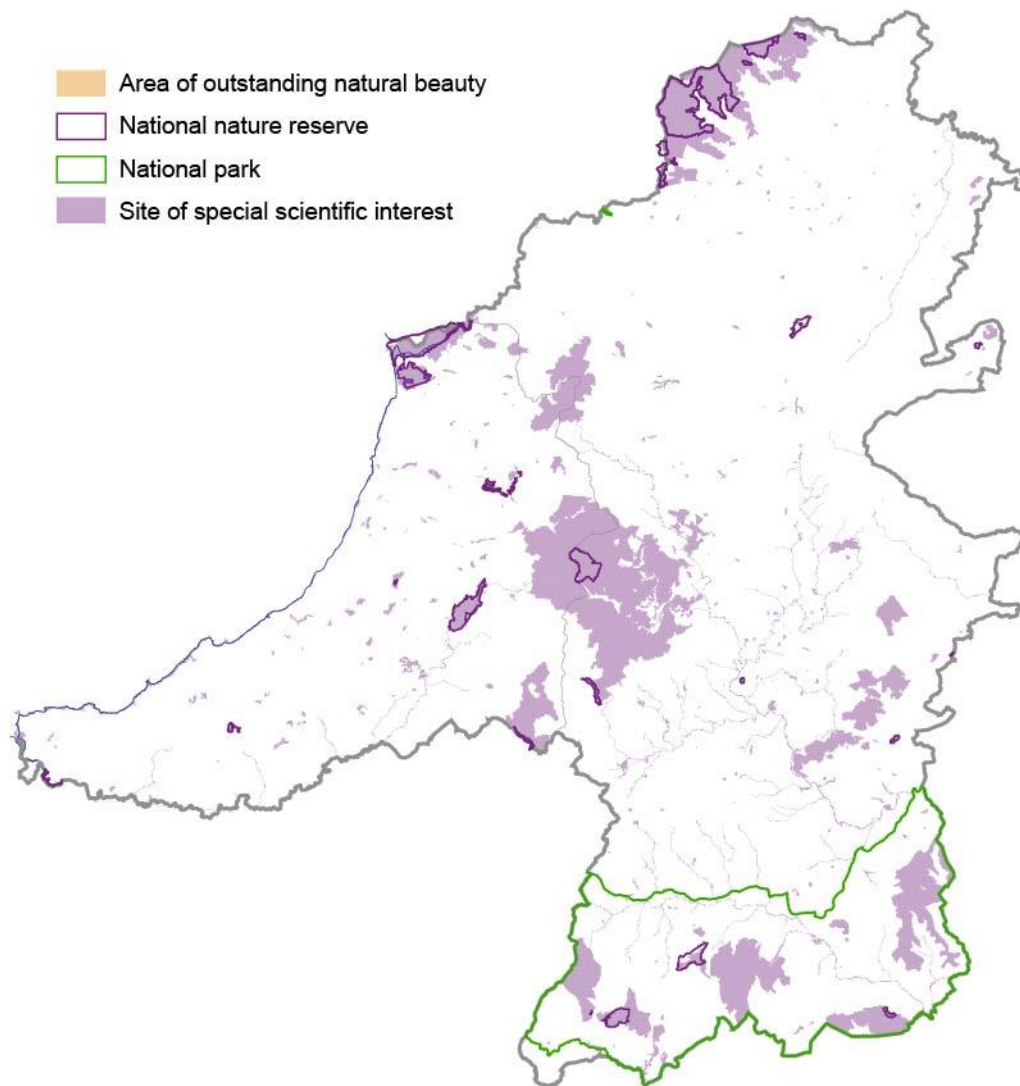 Area of outstanding natural beauty
National nature reserve
National park
Site of special scientific interest